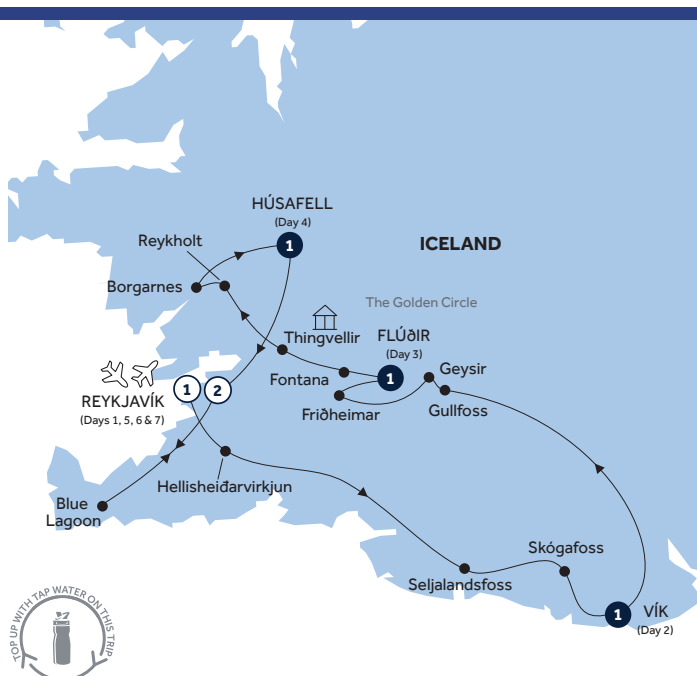 HÚSAFELL
(Day 4)
1
Reykholt
ICELAND
Borgarnes
The Golden Circle
Thingvellir
FLÚðIR
(Day 3)
1
Geysir
Fontana
Gullfoss
Friðheimar
1
2
REYKJAVÍK
(Days 1, 5, 6 & 7)
Hellisheiðarvirkjun
Blue
Lagoon
Skógafoss
Seljalandsfoss
1
VÍK
(Day 2)
TOP UP WITH TAP WATER ON THIS TRIP